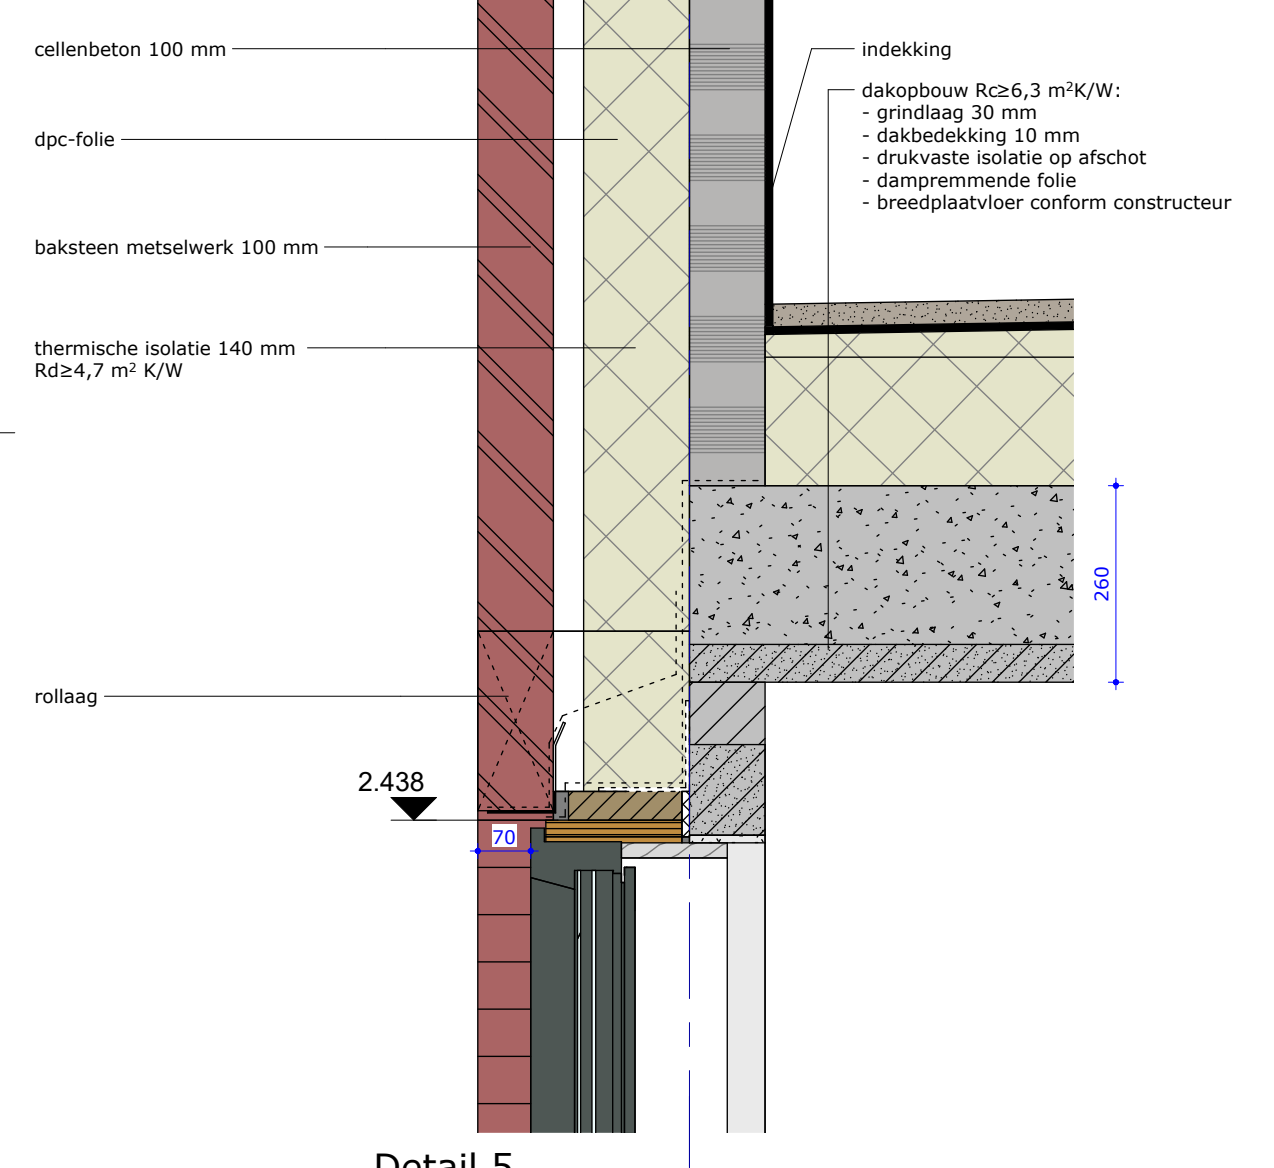 cellenbeton 100 mm
dpc-folie
baksteen metselwerk 100 mm
thermische isolatie 140 mm
Rd≥4,7 m² K/W
rollaag
2.438
70
indekking
dakopbouw Rc≥6,3 m²K/W:
- grindlaag 30 mm
- dakbedekking 10 mm
- drukvaste isolatie op afschot
- dampremmende folie
- breedplaatvloer conform constructeur
260
Detail 5